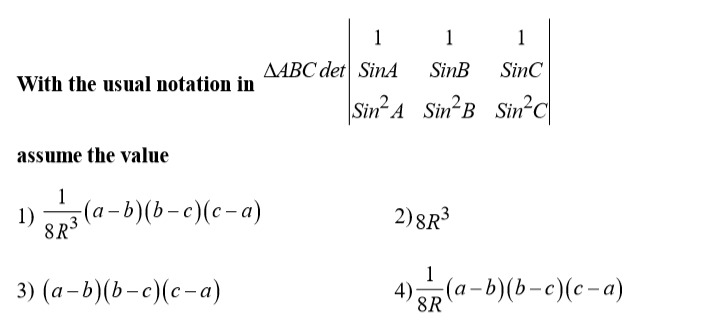 With the usual notation in ΔABC det | 1 1 1 |
| SinA SinB SinC |
| Sin²A Sin²B Sin²C |
assume the value
1) 1/8R³ (a−b)(b−c)(c−a) 2) 8R³
3) (a−b)(b−c)(c−a) 4) 1/8R (a−b)(b−c)(c−a)